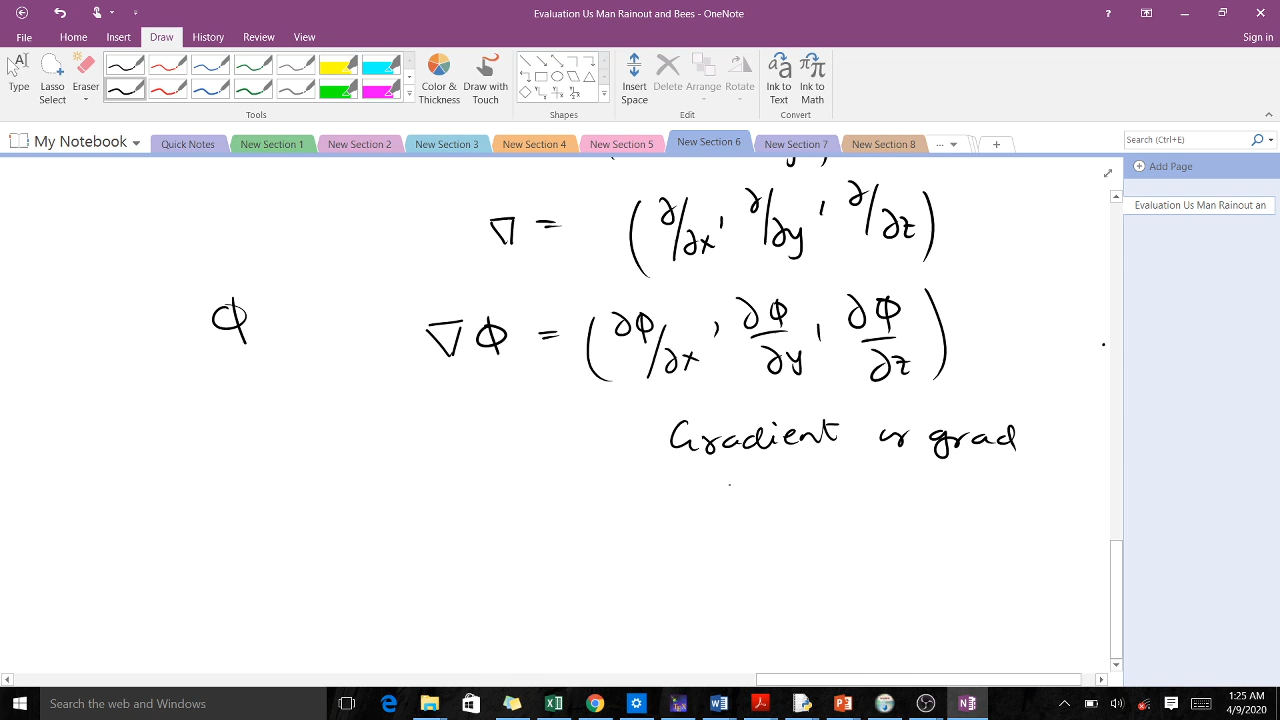 Evaluation Us Man Rainout and Bees - OneNote
File Home Insert Draw History Review View Sign in
Type Lasso Select Eraser Color & Thickness Draw with Touch Insert Space Delete Arrange Rotate Ink to Text Ink to Math
Tools Shapes Edit Convert
My Notebook Quick Notes New Section 1 New Section 2 New Section 3 New Section 4 New Section 5 New Section 6 New Section 7 New Section 8 ... + Search (Ctrl+E)
Add Page
Evaluation Us Man Rainout an
∇ = (∂/∂x, ∂/∂y, ∂/∂z)
ϕ ∇ϕ = (∂ϕ/∂x, ∂ϕ/∂y, ∂ϕ/∂z)
Gradient or grad
Search the web and Windows
1:25 AM
4/9/2020